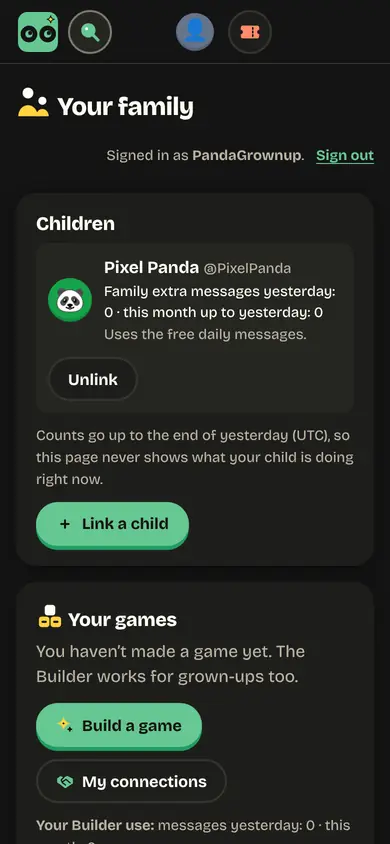 Your family
Signed in as PandaGrownup. Sign out
Children
Pixel Panda @PixelPanda
Family extra messages yesterday:
0 · this month up to yesterday: 0
Uses the free daily messages.
Unlink
Counts go up to the end of yesterday (UTC), so
this page never shows what your child is doing
right now.
+ Link a child
Your games
You haven't made a game yet. The
Builder works for grown-ups too.
Build a game
My connections
Your Builder use: messages yesterday: 0 · this